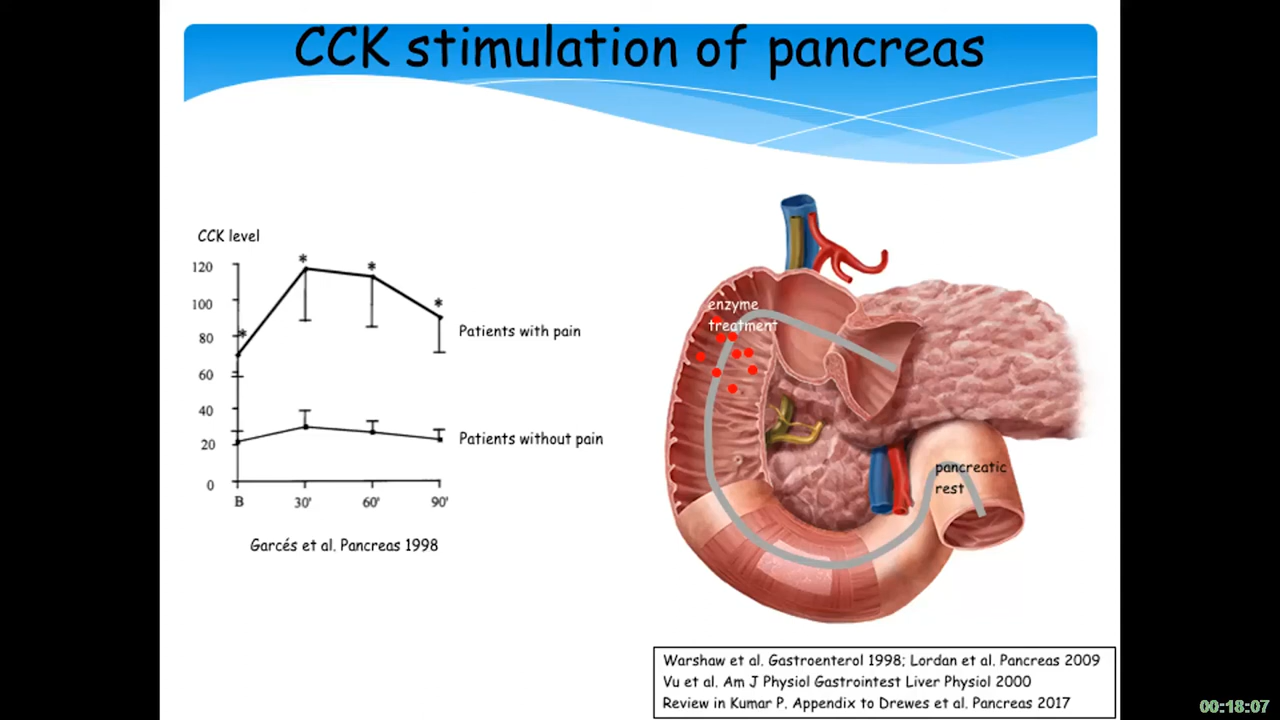 CCK stimulation of pancreas
CCK level
120
100
80
60
40
20
0
* * * *
B 30' 60' 90'
Patients with pain
Patients without pain
Garcés et al. Pancreas 1998
enzyme
treatment
pancreatic
rest
Warshaw et al. Gastroenterol 1998; Lordan et al. Pancreas 2009
Vu et al. Am J Physiol Gastrointest Liver Physiol 2000
Review in Kumar P. Appendix to Drewes et al. Pancreas 2017
00:18:07